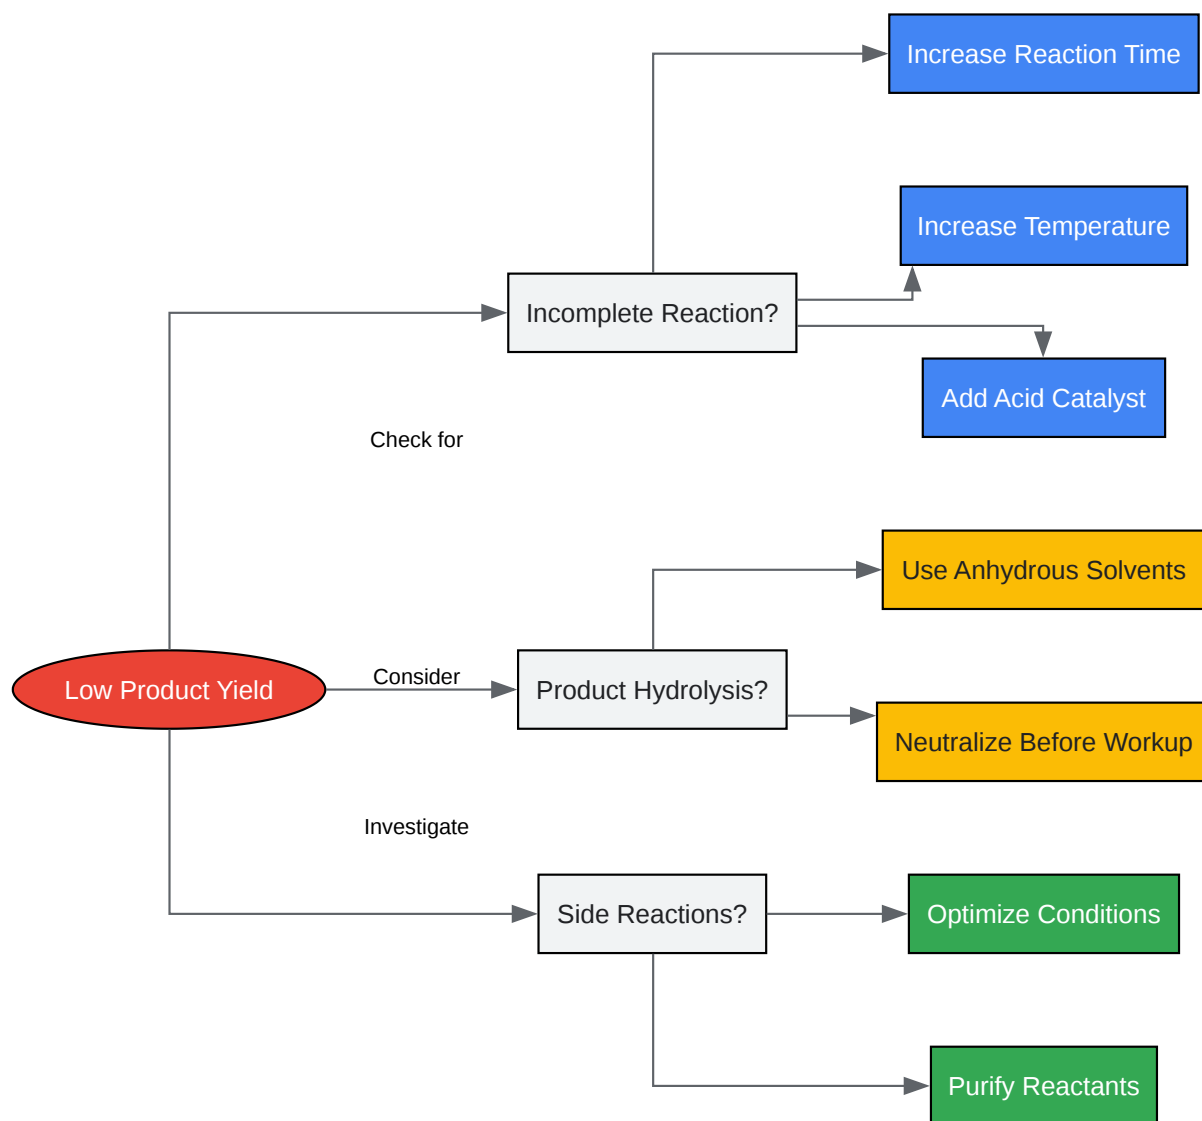 Increase Reaction Time
Increase Temperature
Incomplete Reaction?
Add Acid Catalyst
Check for
Use Anhydrous Solvents
Low Product Yield
Consider
Product Hydrolysis?
Neutralize Before Workup
Investigate
Side Reactions?
Optimize Conditions
Purify Reactants